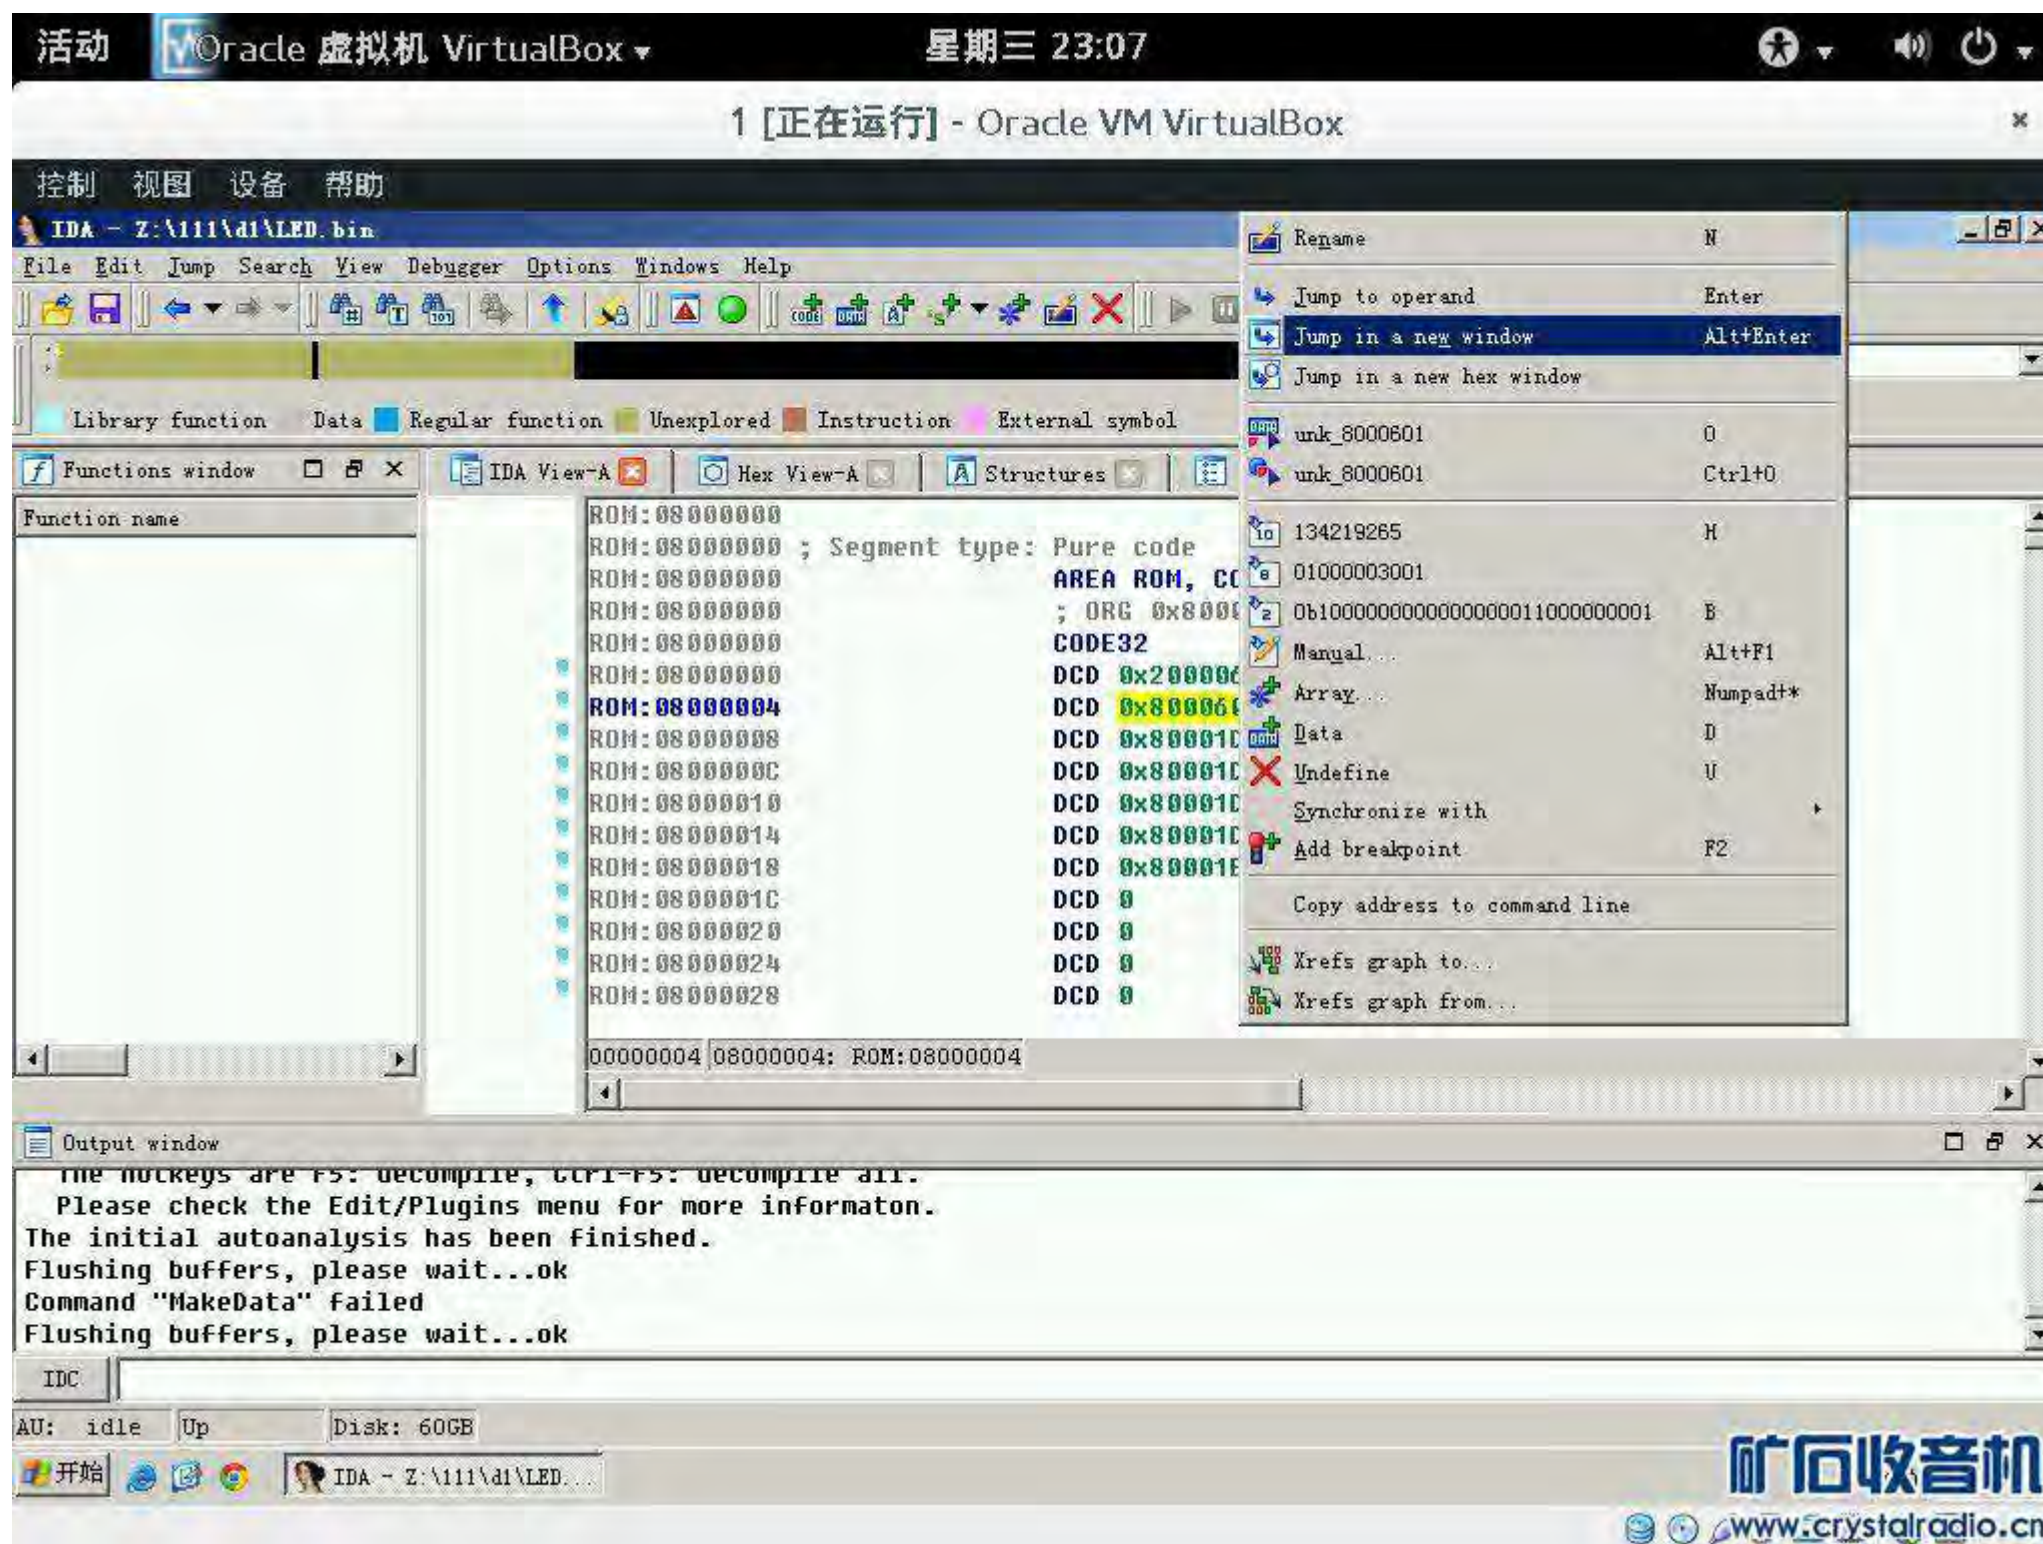 活动 Oracle 虚拟机 VirtualBox 星期三 23:07
1 [正在运行] - Oracle VM VirtualBox
控制 视图 设备 帮助
IDA - Z:\111\d1\LED.bin
File Edit Jump Search View Debugger Options Windows Help
Library function Data Regular function Unexplored Instruction External symbol
Functions window IDA View-A Hex View-A Structures
Function name
ROM:08000000
ROM:08000000 ; Segment type: Pure code
ROM:08000000 AREA ROM,
ROM:08000000 ; ORG
ROM:08000000 CODE32
ROM:08000000 DCD
ROM:08000004 DCD
ROM:08000008 DCD
ROM:0800000C DCD
ROM:08000010 DCD
ROM:08000014 DCD
ROM:08000018 DCD
ROM:0800001C DCD 0
ROM:08000020 DCD 0
ROM:08000024 DCD 0
ROM:08000028 DCD 0
00000004 08000004: ROM:08000004
Rename N
Jump to operand Enter
Jump in a new window Alt+Enter
Jump in a new hex window
unk_8000601 O
unk_8000601 Ctrl+O
134219265 H
01000003001
0b1000000000000000011000000001 B
Manual... Alt+F1
Array... Numpad+*
Data D
Undefine U
Synchronize with
Add breakpoint F2
Copy address to command line
Xrefs graph to...
Xrefs graph from...
Output window
The hotkeys are F5: decompile, Ctrl-F5: decompile all.
Please check the Edit/Plugins menu for more informaton.
The initial autoanalysis has been finished.
Flushing buffers, please wait...ok
Command "MakeData" failed
Flushing buffers, please wait...ok
IDC
AU: idle Up Disk: 60GB
开始 IDA - Z:\111\d1\LED....
矿石收音机
www.crystalradio.cn